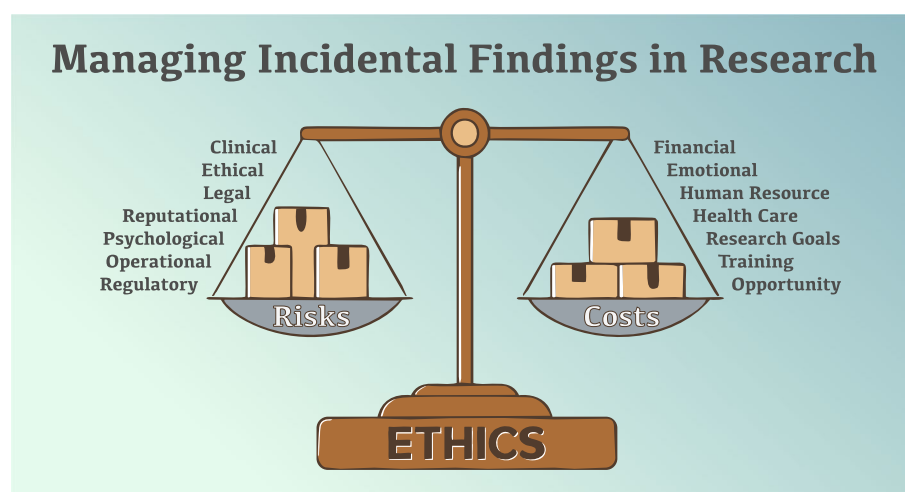 Managing Incidental Findings in Research
Clinical
Ethical
Legal
Reputational
Psychological
Operational
Regulatory
Risks
Financial
Emotional
Human Resource
Health Care
Research Goals
Training
Opportunity
Costs
ETHICS